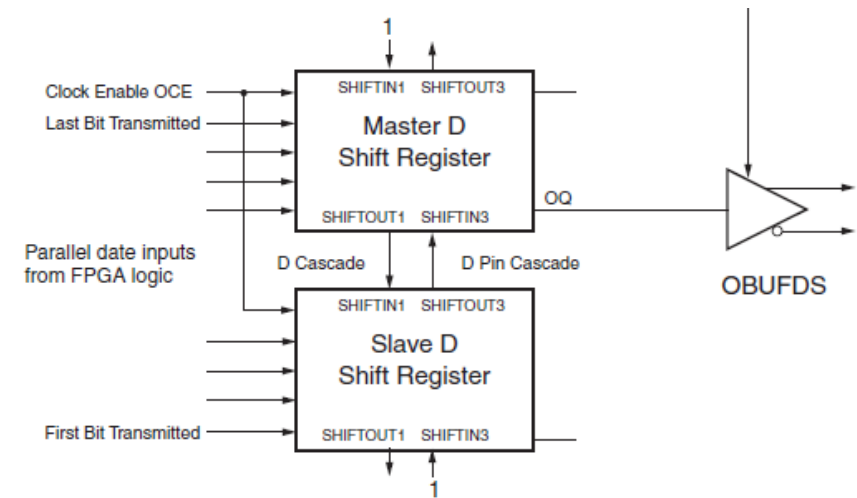 1
Clock Enable OCE
SHIFTIN1 SHIFTOUT3
Last Bit Transmitted
Master D
Shift Register
OQ
SHIFTOUT1 SHIFTIN3
Parallel date inputs
from FPGA logic
D Cascade
D Pin Cascade
OBUFDS
SHIFTIN1 SHIFTOUT3
Slave D
Shift Register
First Bit Transmitted
SHIFTOUT1 SHIFTIN3
1